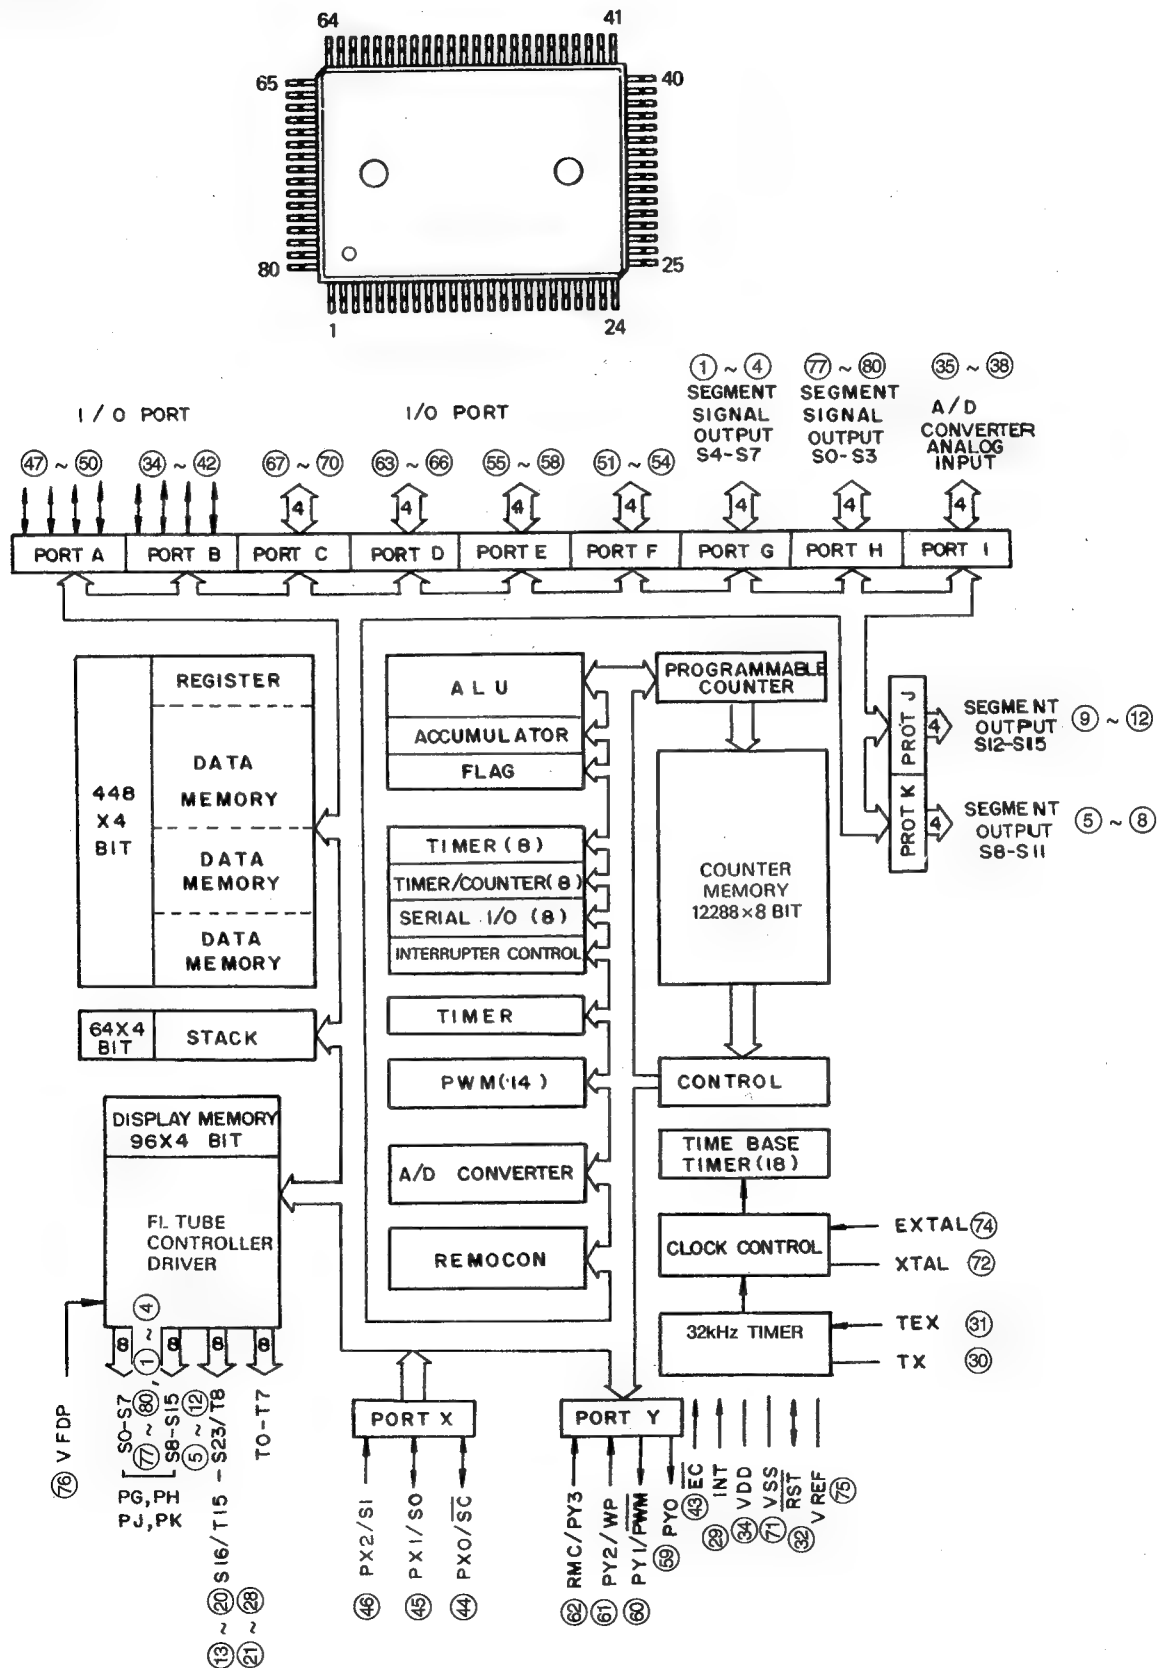 64
41
65
40
80
25
1
24
① ~ ④
SEGMENT
SIGNAL
OUTPUT
S4-S7
⑦⑦ ~ ⑧⓪
SEGMENT
SIGNAL
OUTPUT
S0-S3
㉟ ~ ㊳
A/D
CONVERTER
ANALOG
INPUT
I/O PORT
I/O PORT
㊼ ~ ㊿
㉞ ~ ㊷
67 ~ 70
63 ~ 66
55 ~ 58
51 ~ 54
4
4
4
4
4
4
4
PORT A
PORT B
PORT C
PORT D
PORT E
PORT F
PORT G
PORT H
PORT I
448
X4
BIT
REGISTER
DATA
MEMORY
DATA
MEMORY
DATA
MEMORY
64X4
BIT
STACK
ALU
ACCUMULATOR
FLAG
TIMER(8)
TIMER/COUNTER(8)
SERIAL I/O (8)
INTERRUPTER CONTROL
TIMER
PWM(14)
A/D CONVERTER
REMOCON
PROGRAMMABLE
COUNTER
COUNTER
MEMORY
12288×8 BIT
CONTROL
TIME BASE
TIMER(18)
CLOCK CONTROL
32kHz TIMER
PROT J
4
SEGMENT
OUTPUT
S12-S15
⑨ ~ ⑫
PROT K
4
SEGMENT
OUTPUT
S8-S11
⑤ ~ ⑧
EXTAL 74
XTAL 72
TEX 31
TX 30
DISPLAY MEMORY
96X4 BIT
FL TUBE
CONTROLLER
DRIVER
8
8
8
8
76 VFDP
S0-S7
77 ~ 80, 1 ~ 4
S8-S15
5 ~ 12
PG,PH
PJ,PK
S16/T15 - S23/T8
13 ~ 20
T0-T7
21 ~ 28
PORT X
46 PX2/SI
45 PX1/SO
44 PX0/SC
PORT Y
62 RMC/PY3
61 PY2/WP
60 PY1/PWM
59 PY0
43 EC
29 INT
34 VDD
71 VSS
32 RST
VREF 75